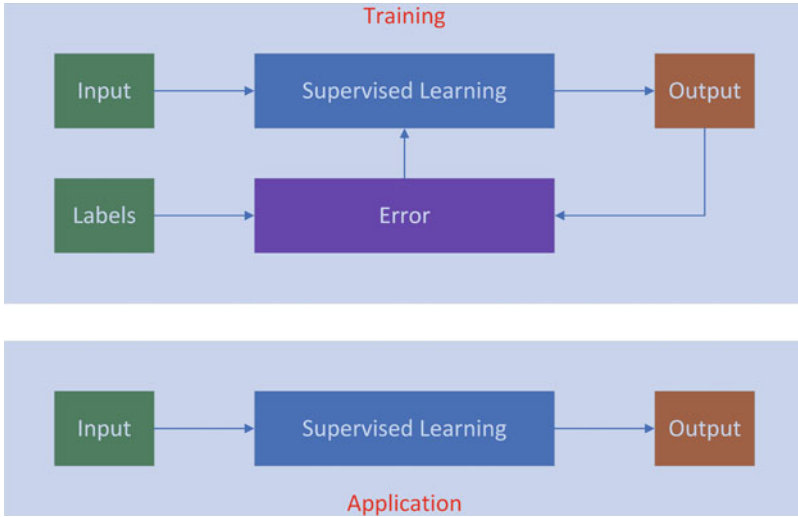 Training
Input
Supervised Learning
Output
Labels
Error
Input
Supervised Learning
Output
Application